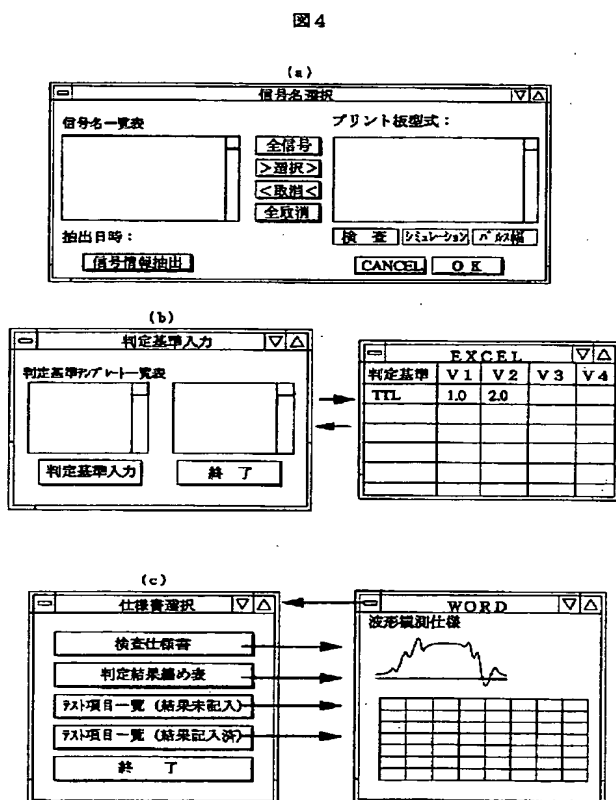 図4
(a)
信号名選択
信号名一覧表
プリント板型式：
全信号
>選択>
<取消<
全取消
抽出日時：
検 査
シミュレーション
パルス幅
信号情報抽出
CANCEL
OK
(b)
判定基準入力
判定基準テンプレート一覧表
判定基準入力
終 了
EXCEL
判定基準 V1 V2 V3 V4
TTL 1.0 2.0
(c)
仕様書選択
検査仕様書
判定結果纏め表
テスト項目一覧（結果未記入）
テスト項目一覧（結果記入済）
終 了
WORD
波形観測仕様